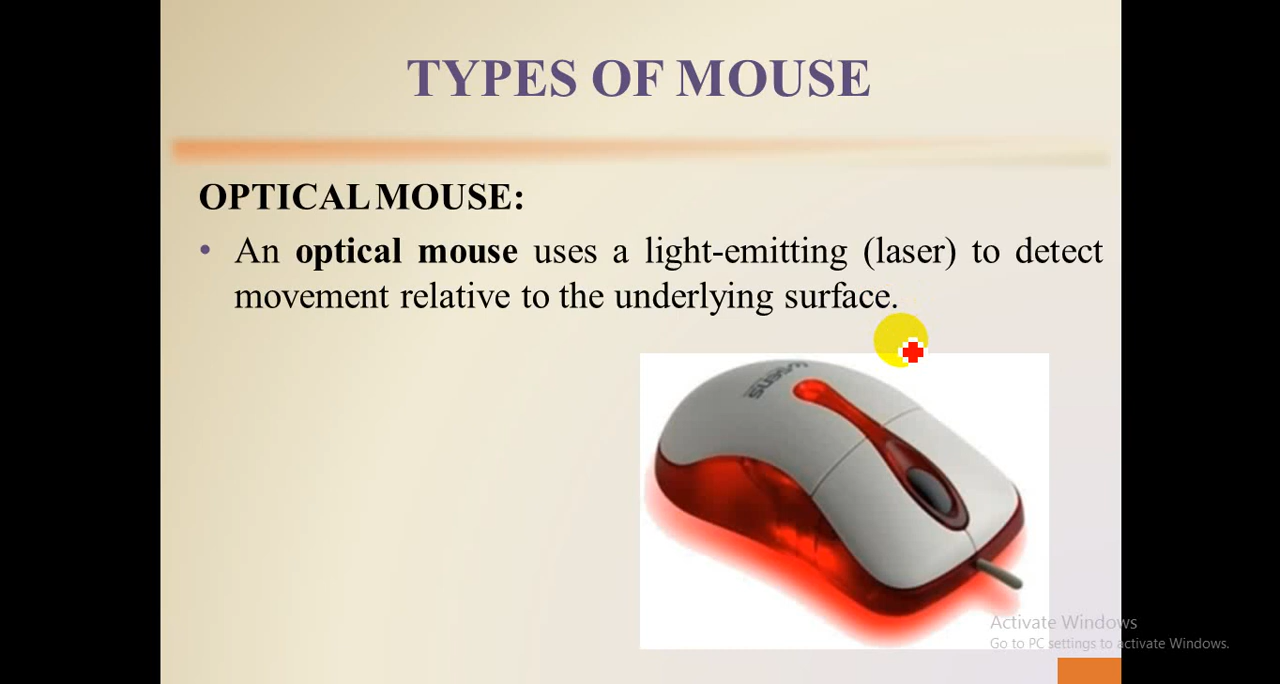 TYPES OF MOUSE
OPTICAL MOUSE:
• An optical mouse uses a light-emitting (laser) to detect
movement relative to the underlying surface.
Activate Windows
Go to PC settings to activate Windows.